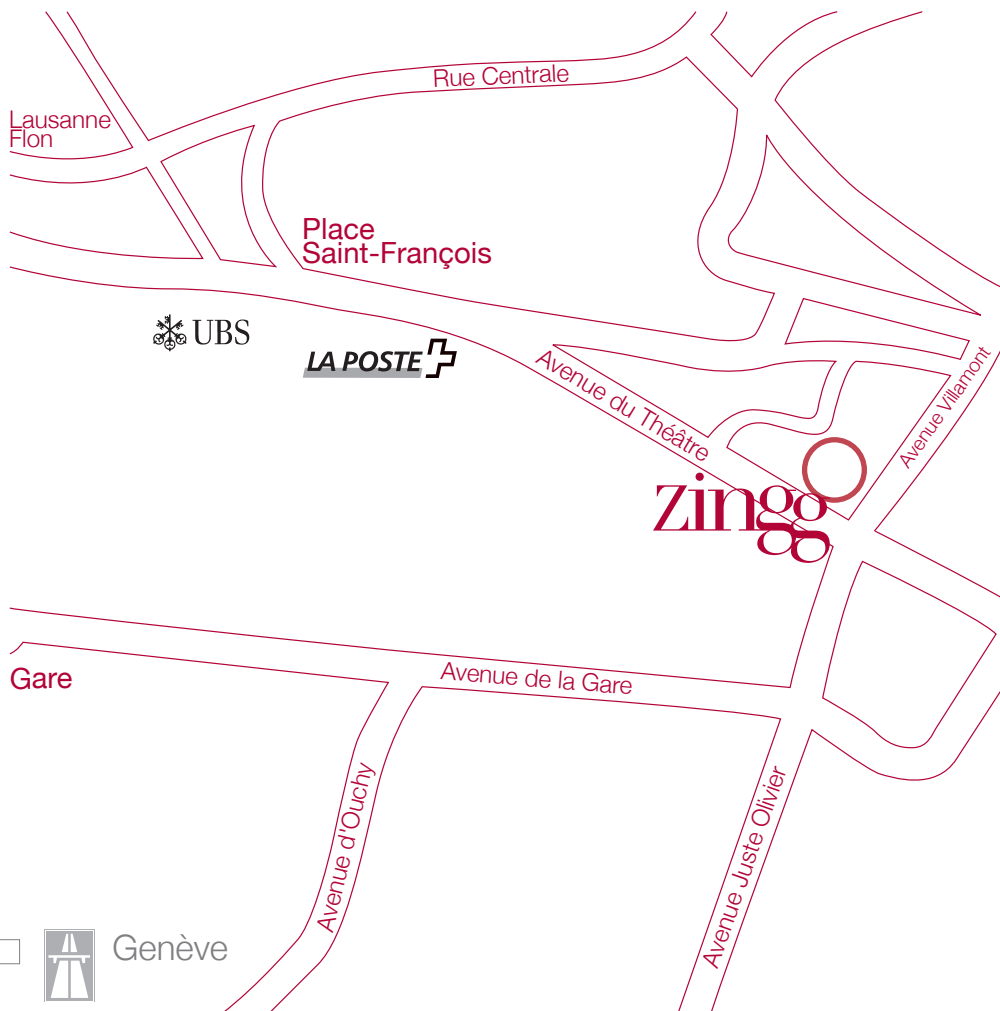 Rue Centrale
Lausanne
Flon
Place
Saint-François
UBS
LA POSTE
Avenue du Théâtre
Avenue Villamont
zingg
Gare
Avenue de la Gare
Avenue d'Ouchy
Avenue Juste Olivier
Genève